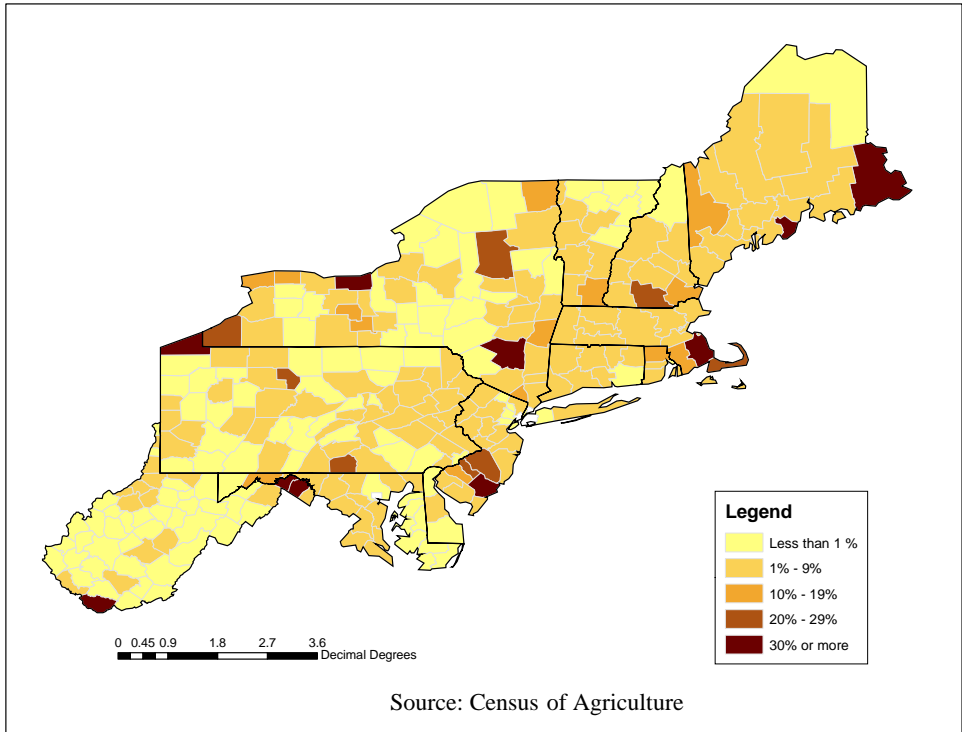 Legend
Less than 1 %
1% - 9%
10% - 19%
20% - 29%
30% or more
0 0.45 0.9 1.8 2.7 3.6
Decimal Degrees
Source: Census of Agriculture